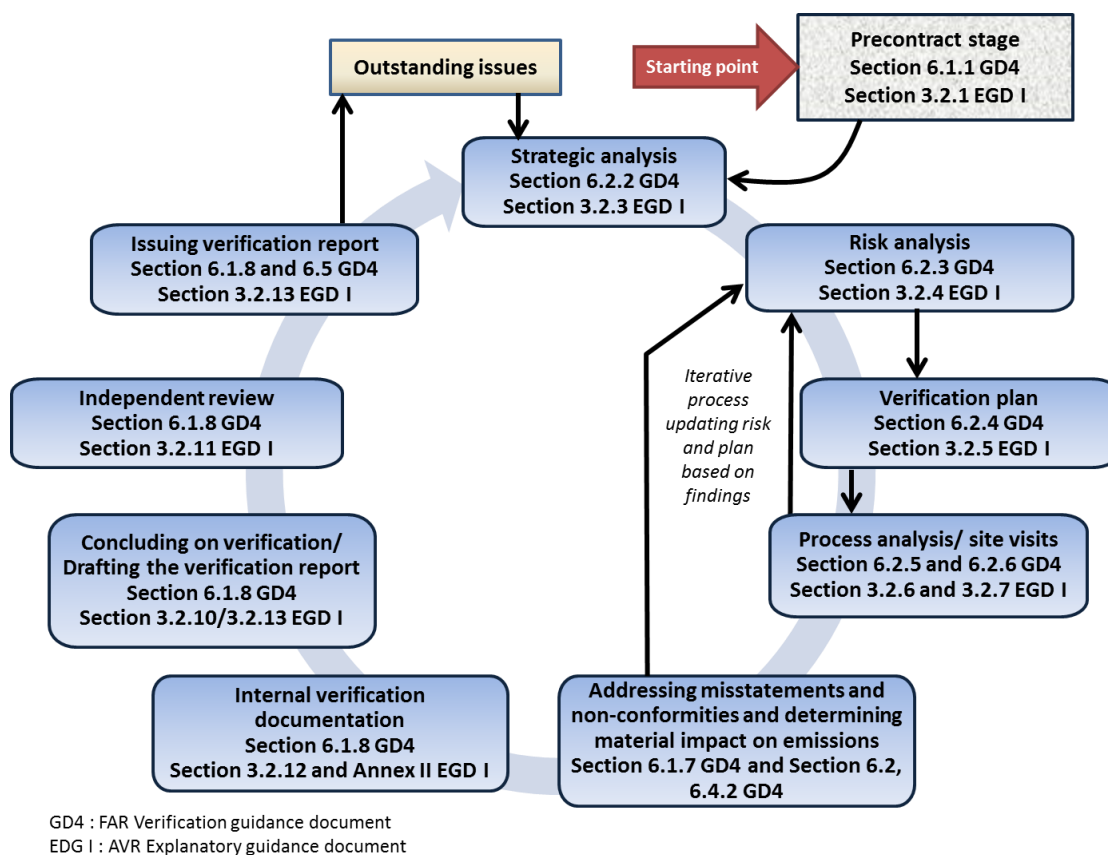 Outstanding issues
Starting point
Precontract stage
Section 6.1.1 GD4
Section 3.2.1 EGD I
Strategic analysis
Section 6.2.2 GD4
Section 3.2.3 EGD I
Risk analysis
Section 6.2.3 GD4
Section 3.2.4 EGD I
Iterative
process
updating risk
and plan
based on
findings
Verification plan
Section 6.2.4 GD4
Section 3.2.5 EGD I
Process analysis/ site visits
Section 6.2.5 and 6.2.6 GD4
Section 3.2.6 and 3.2.7 EGD I
Addressing misstatements and
non-conformities and determining
material impact on emissions
Section 6.1.7 GD4 and Section 6.2,
6.4.2 GD4
Internal verification
documentation
Section 6.1.8 GD4
Section 3.2.12 and Annex II EGD I
Concluding on verification/
Drafting the verification report
Section 6.1.8 GD4
Section 3.2.10/3.2.13 EGD I
Independent review
Section 6.1.8 GD4
Section 3.2.11 EGD I
Issuing verification report
Section 6.1.8 and 6.5 GD4
Section 3.2.13 EGD I
GD4 : FAR Verification guidance document
EDG I : AVR Explanatory guidance document